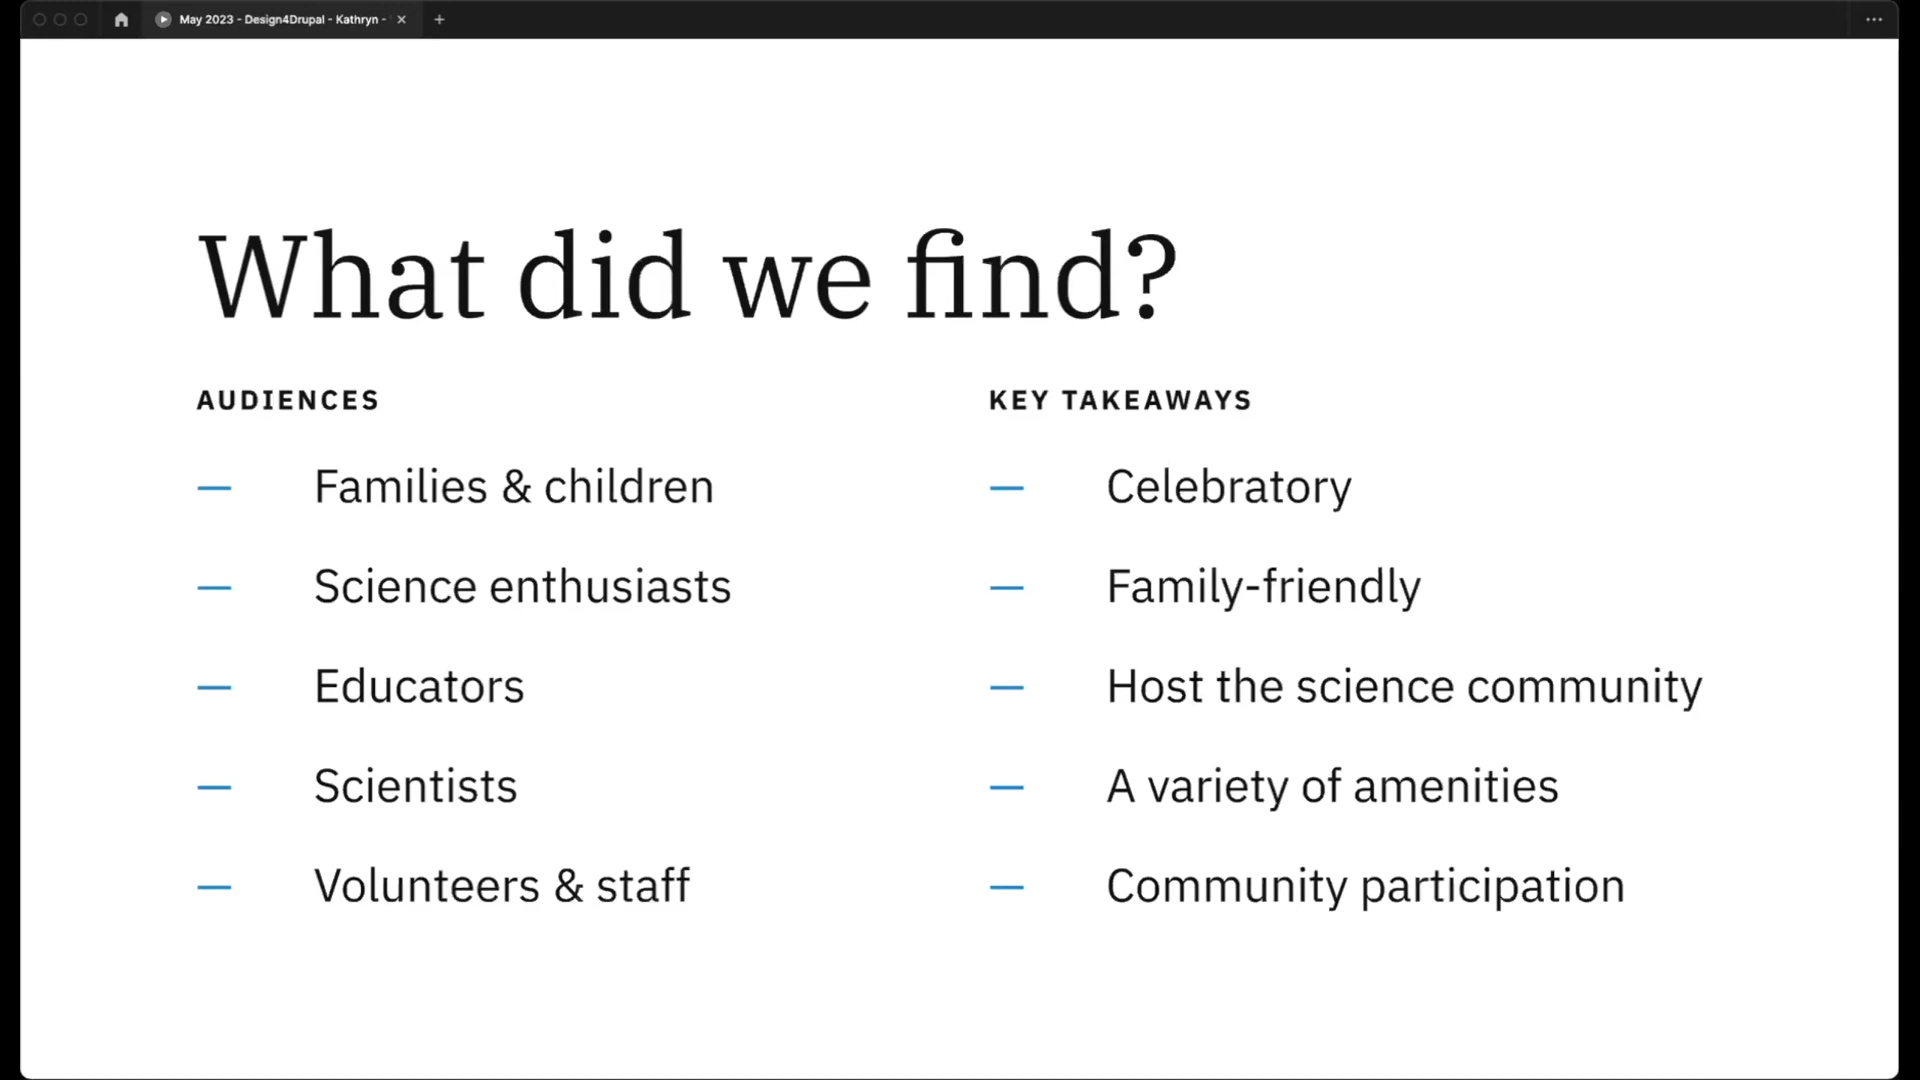 May 2023 - Design4Drupal - Kathryn -
What did we find?
AUDIENCES
— Families & children
— Science enthusiasts
— Educators
— Scientists
— Volunteers & staff
KEY TAKEAWAYS
— Celebratory
— Family-friendly
— Host the science community
— A variety of amenities
— Community participation